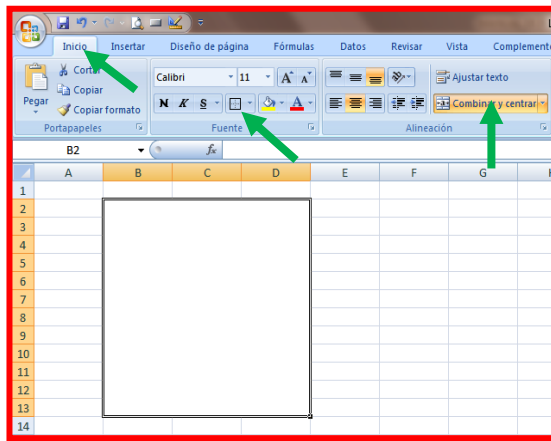 L
Inicio Insertar Diseño de página Fórmulas Datos Revisar Vista Complemento
Cortar
Copiar
Copiar formato
Pegar
Portapapeles
Calibri 11 A A
N K S A
Fuente
Ajustar texto
Combinar y centrar
Alineación
B2 fx
A B C D E F G H
1
2
3
4
5
6
7
8
9
10
11
12
13
14